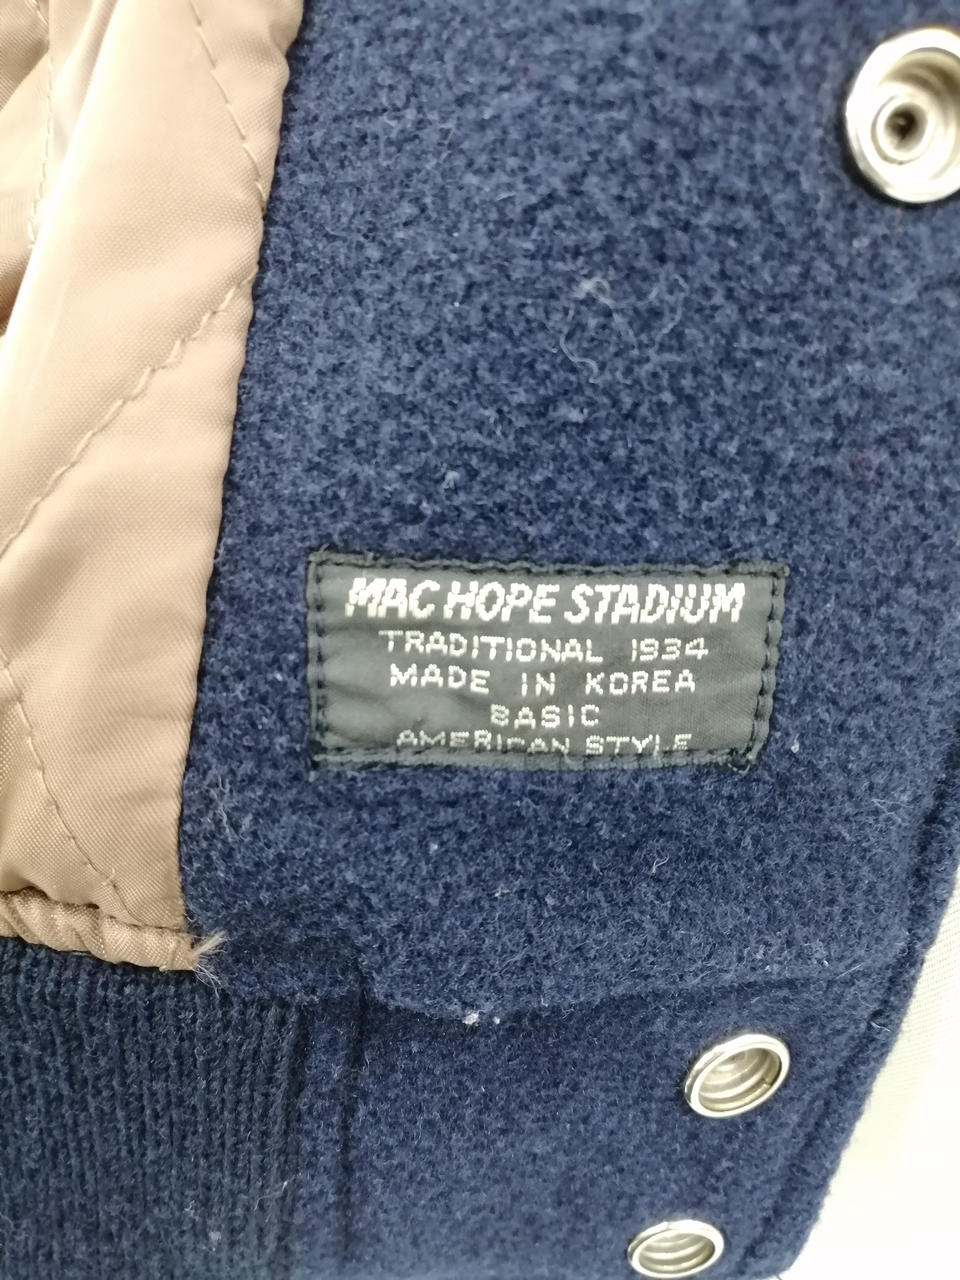 MAC HOPE STADIUM
TRADITIONAL 1934
MADE IN KOREA
BASIC
AMERICAN STYLE